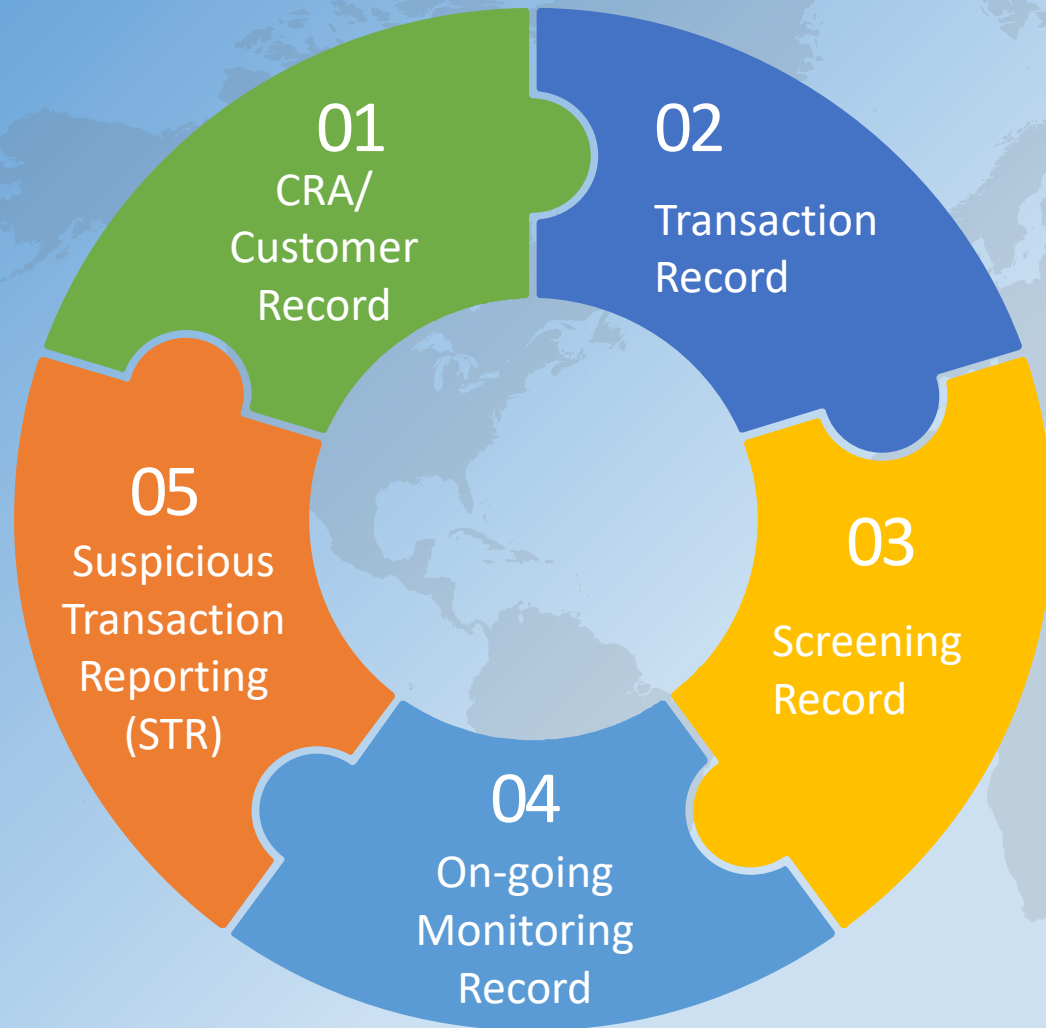 01
CRA/
Customer
Record
02
Transaction
Record
03
Screening
Record
04
On-going
Monitoring
Record
05
Suspicious
Transaction
Reporting
(STR)